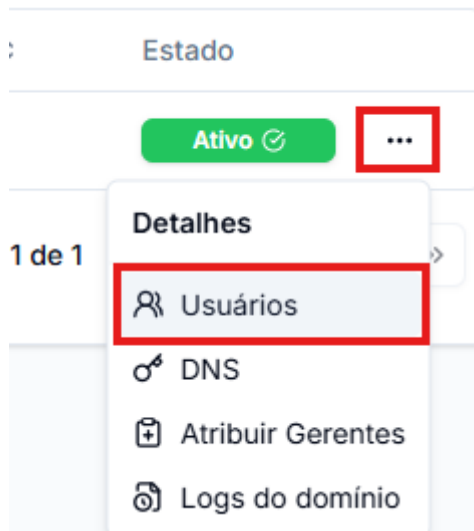 Estado
Ativo
Detalhes
1 de 1
Usuários
DNS
Atribuir Gerentes
Logs do domínio